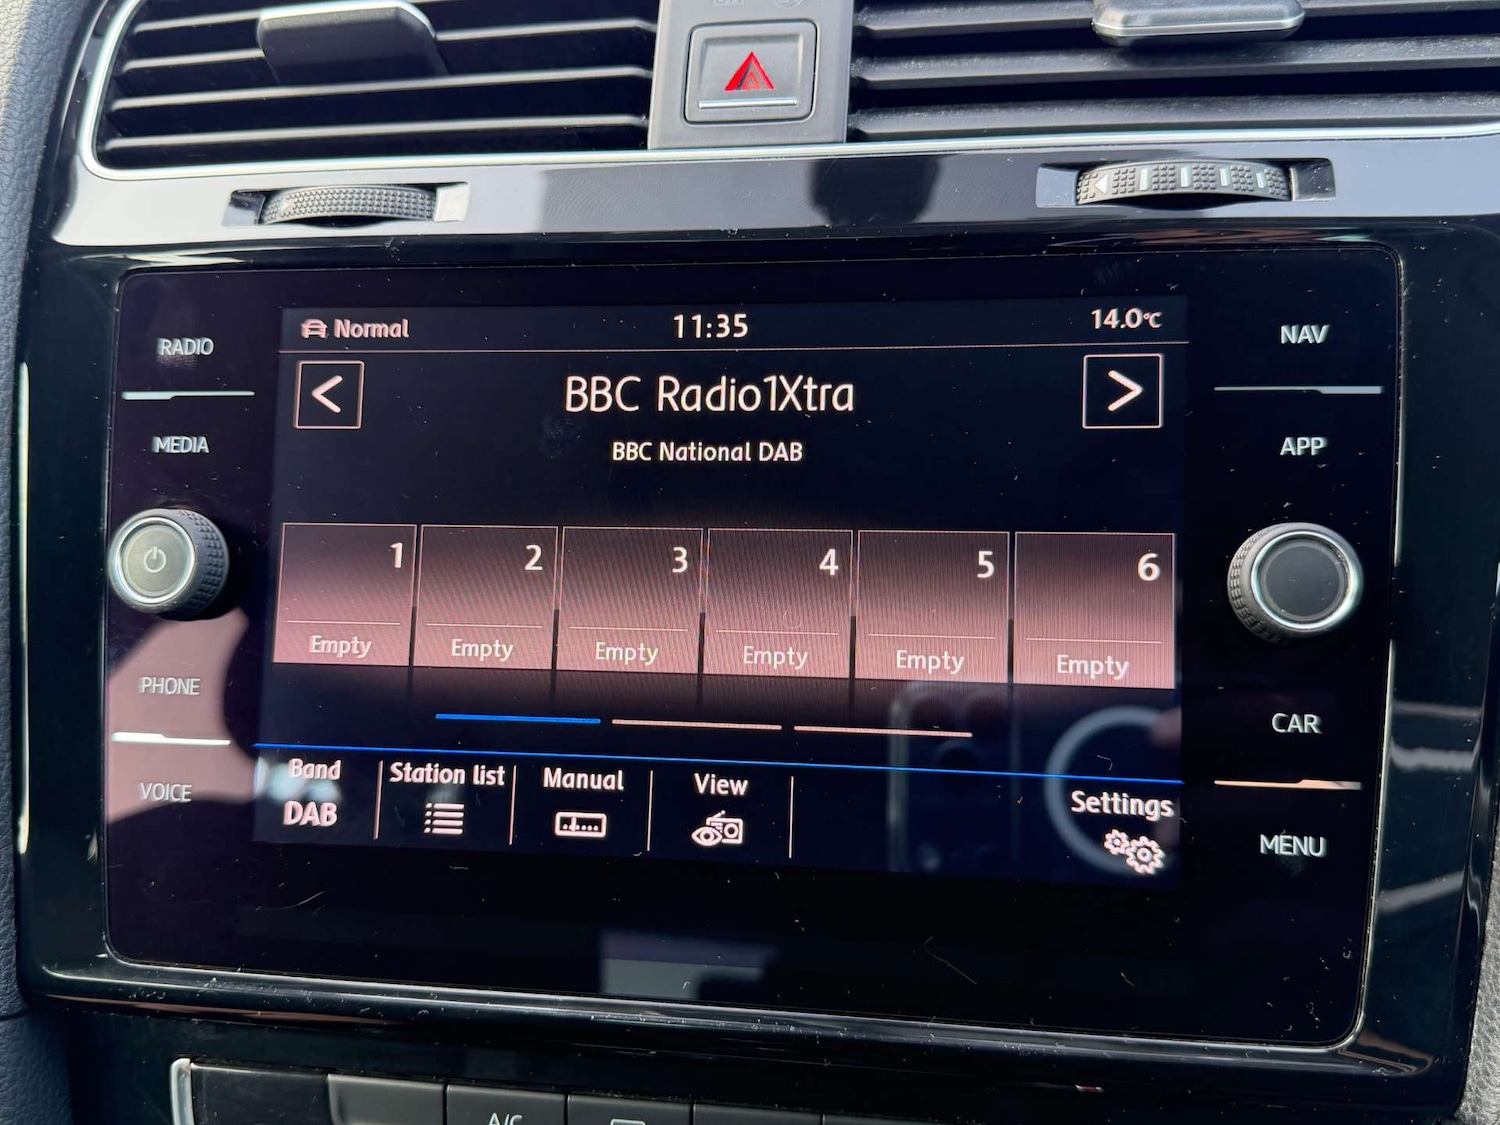 RADIO
MEDIA
PHONE
VOICE
Normal 11:35 14.0°C
< >
BBC Radio1Xtra
BBC National DAB
1 2 3 4 5 6
Empty Empty Empty Empty Empty Empty
Band Station list Manual View Settings
DAB
NAV
APP
CAR
MENU
A/C